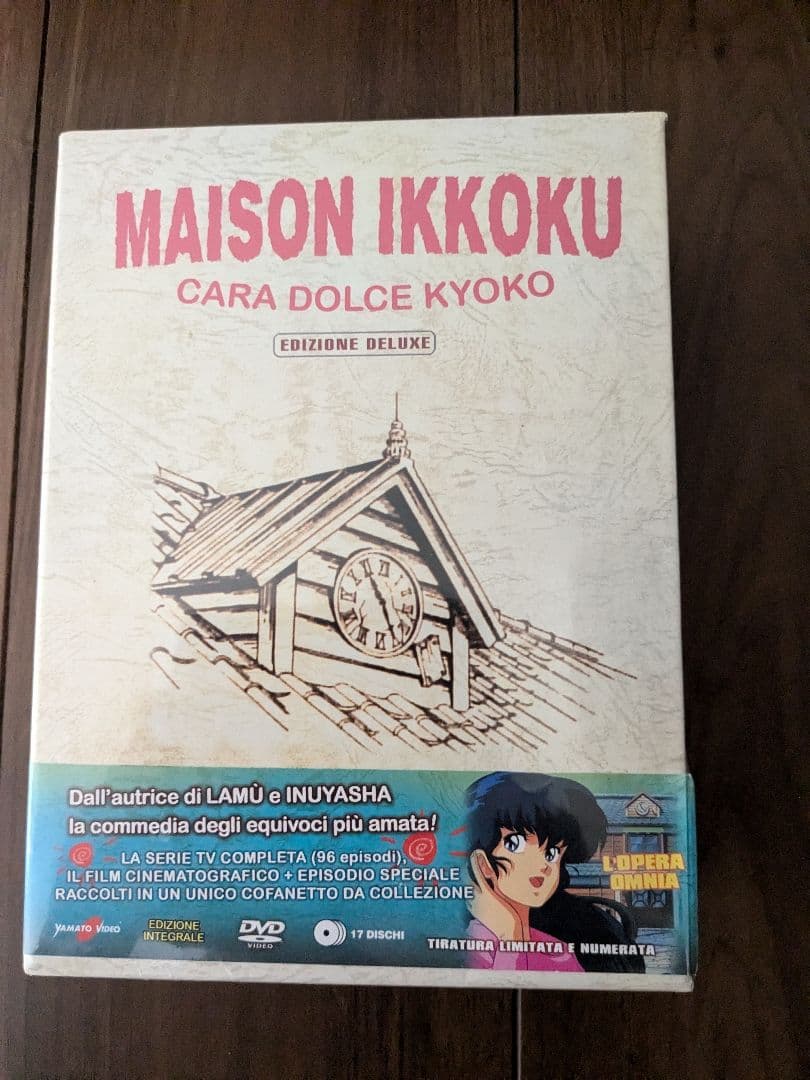 MAISON IKKOKU
CARA DOLCE KYOKO
EDIZIONE DELUXE
Dall'autrice di LAMÙ e INUYASHA
la commedia degli equivoci più amata!
LA SERIE TV COMPLETA (96 episodi),
IL FILM CINEMATOGRAFICO + EPISODIO SPECIALE
RACCOLTI IN UN UNICO COFANETTO DA COLLEZIONE
L'OPERA
OMNIA
YAMATO VIDEO
EDIZIONE
INTEGRALE
DVD
VIDEO
17 DISCHI
TIRATURA LIMITATA E NUMERATA